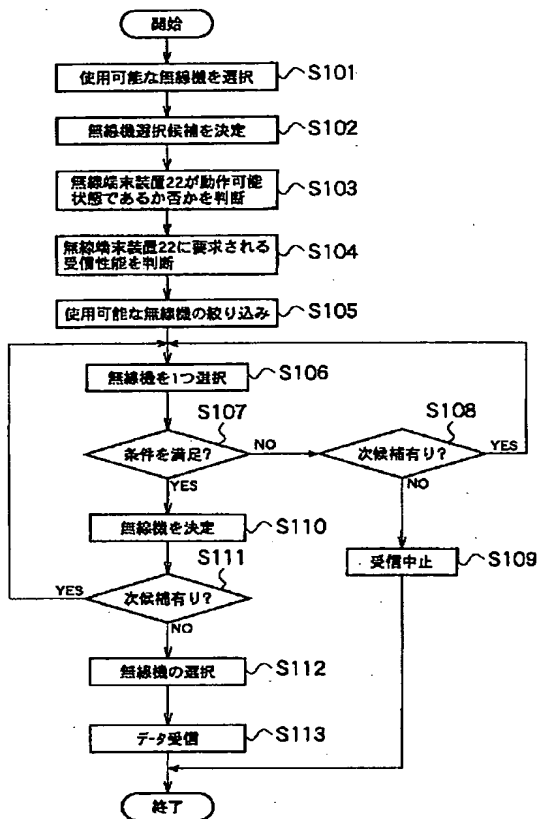 開始
使用可能な無線機を選択
S101
無線機選択候補を決定
S102
無線端末装置22が動作可能
状態であるか否かを判断
S103
無線端末装置22に要求される
受信性能を判断
S104
使用可能な無線機の絞り込み
S105
無線機を1つ選択
S106
S107
条件を満足?
NO
YES
S108
次候補有り?
YES
NO
無線機を決定
S110
受信中止
S109
S111
次候補有り?
YES
NO
無線機の選択
S112
データ受信
S113
終了